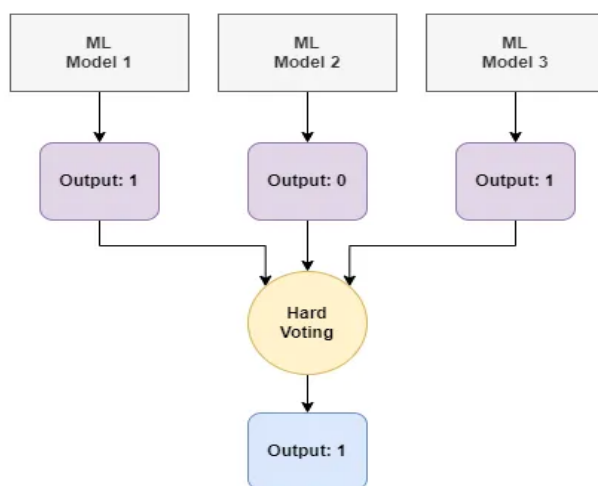 ML
Model 1
ML
Model 2
ML
Model 3
Output: 1
Output: 0
Output: 1
Hard
Voting
Output: 1